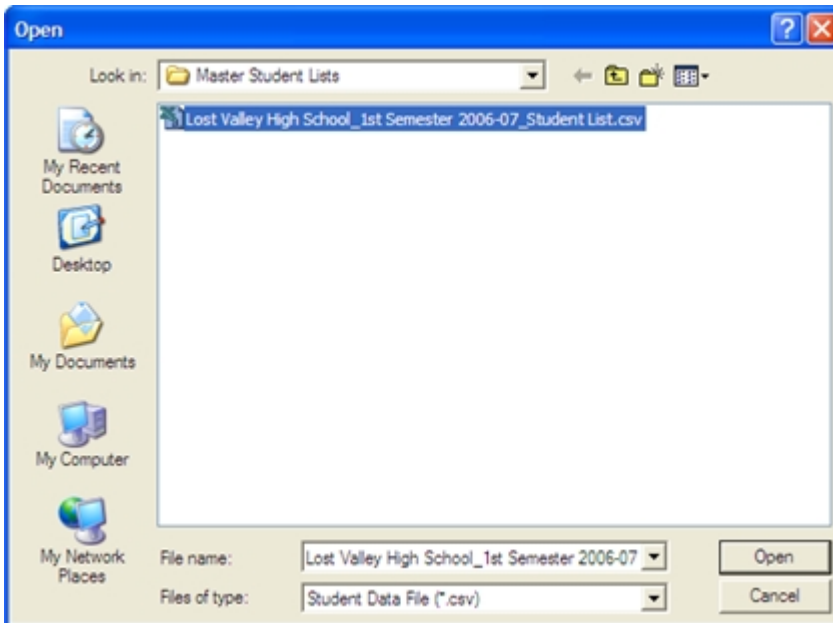 Open
Look in: Master Student Lists
Lost Valley High School_1st Semester 2006-07_Student List.csv
My Recent
Documents
Desktop
My Documents
My Computer
My Network
Places
File name: Lost Valley High School_1st Semester 2006-07
Open
Files of type: Student Data File (*.csv)
Cancel